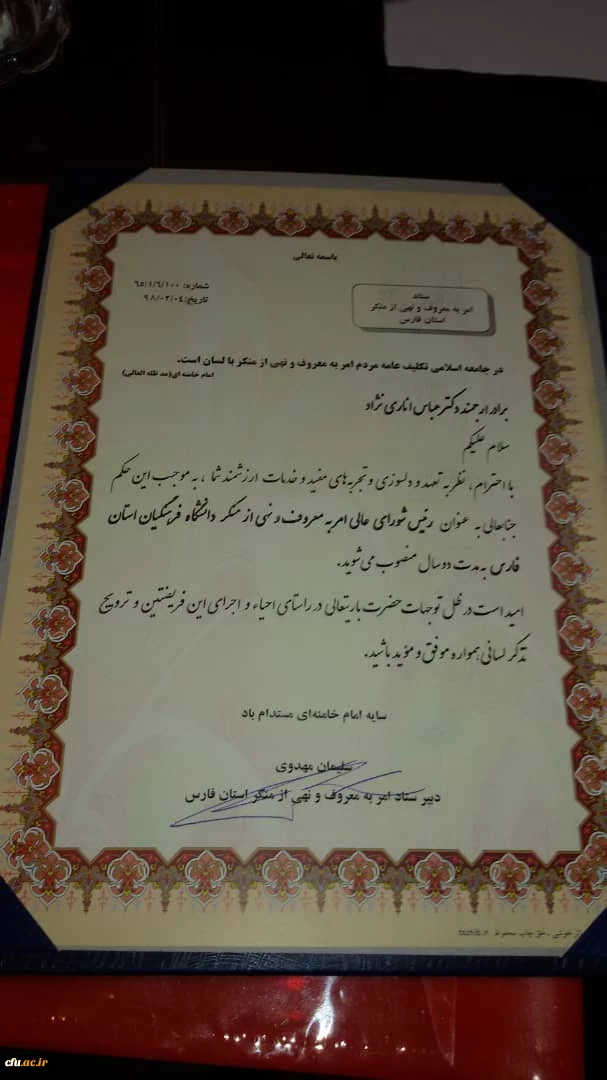 باسمه تعالی
ستاد
امر به معروف و نهی از منکر
استان فارس
شماره: ۶۵/۱/۶/۱۰۰
تاریخ: ۹۸/۰۲/۰۴
در جامعه اسلامی تکلیف عامه مردم امر به معروف و نهی از منکر با لسان است.
امام خامنه ای(مد ظله العالی)
برادر ارجمند دکتر عباس اناری نژاد
سلام علیکم
با احترام، نظر به تعهد و دلسوزی و تجربه های مفید و خدمات ارزشمند شما، به موجب این حکم
جنابعالی به عنوان رئیس شورای عالی امر به معروف و نهی از منکر دانشگاه فرهنگیان استان
فارس به مدت دو سال منصوب می شوید.
امید است در ظل توجهات حضرت باریتعالی در راستای احیاء و اجرای این فریضتین و ترویج
تذکر لسانی همواره موفق و مؤید باشید.
سایه امام خامنه‌ای مستدام باد
سلیمان مهدوی
دبیر ستاد امر به معروف و نهی از منکر استان فارس
حق چاپ محفوظ
cfu.ac.ir